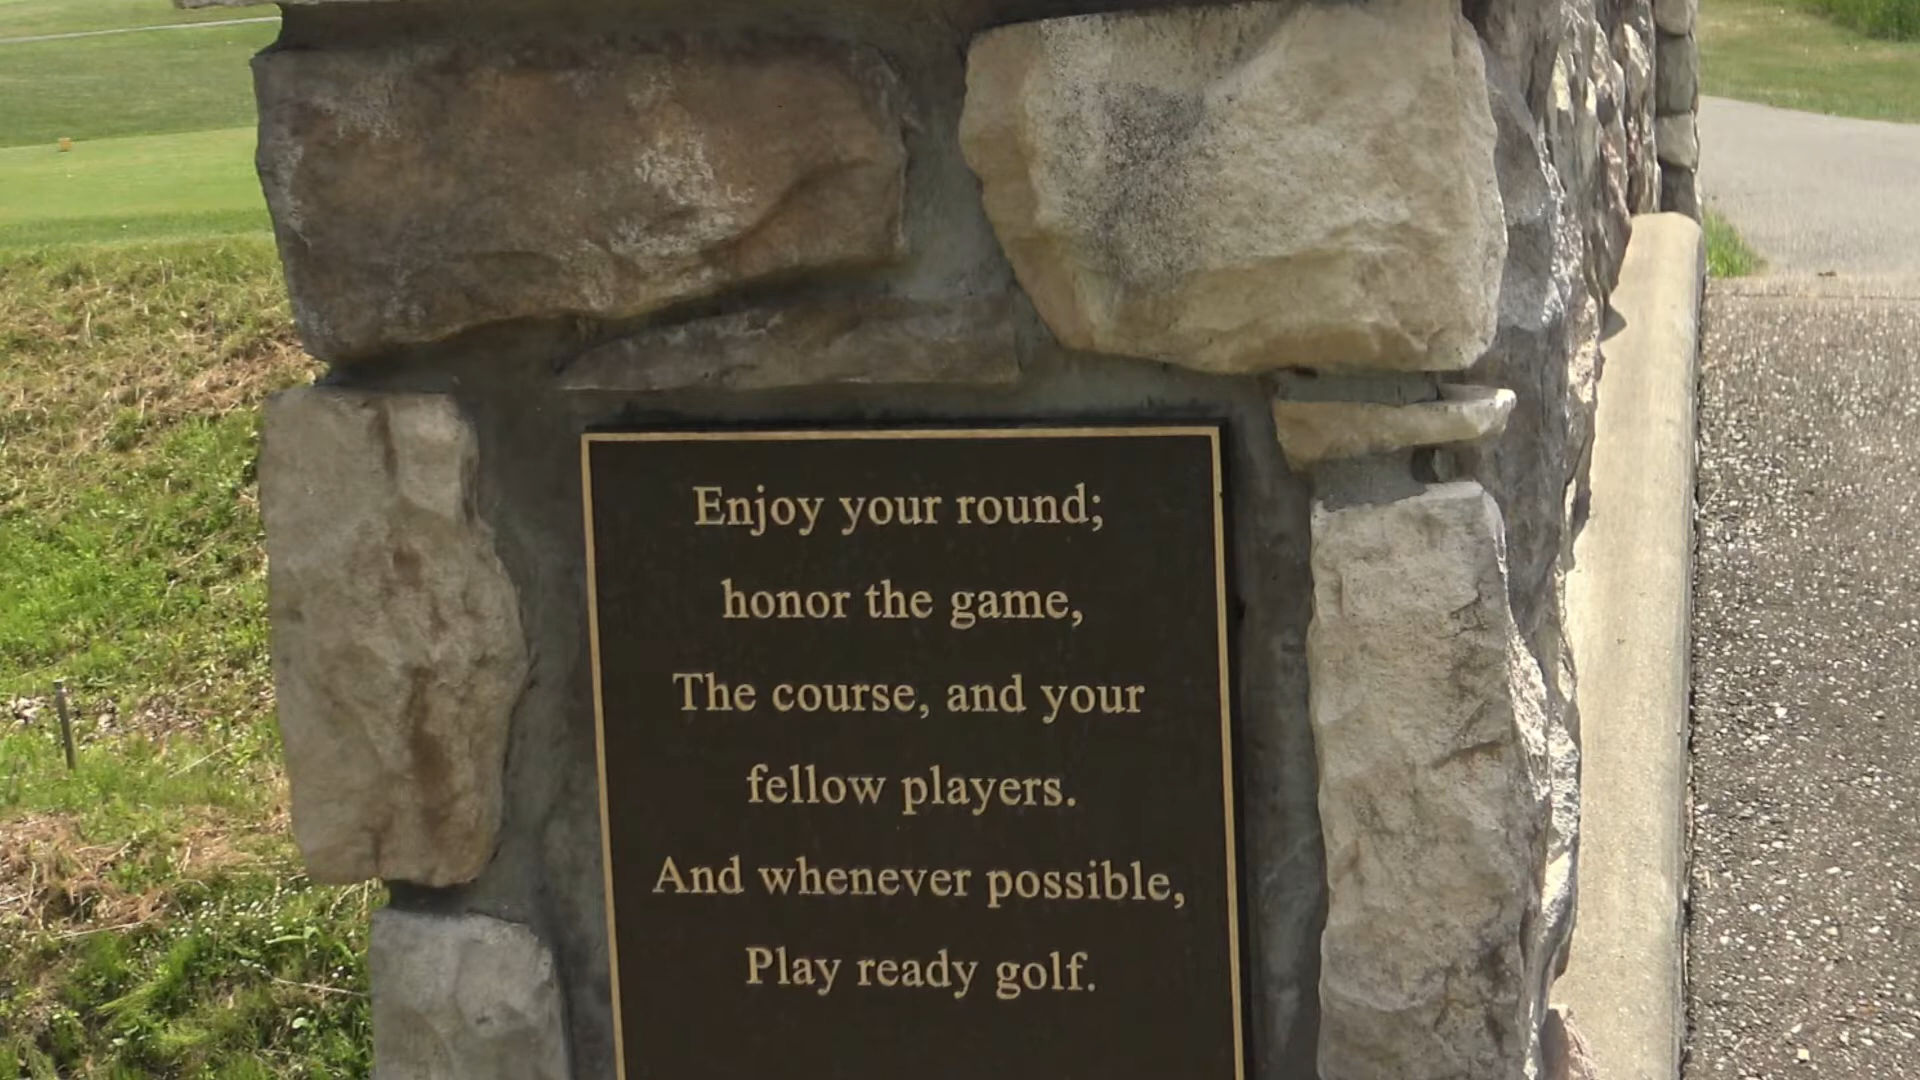 Enjoy your round;
honor the game,
The course, and your
fellow players.
And whenever possible,
Play ready golf.